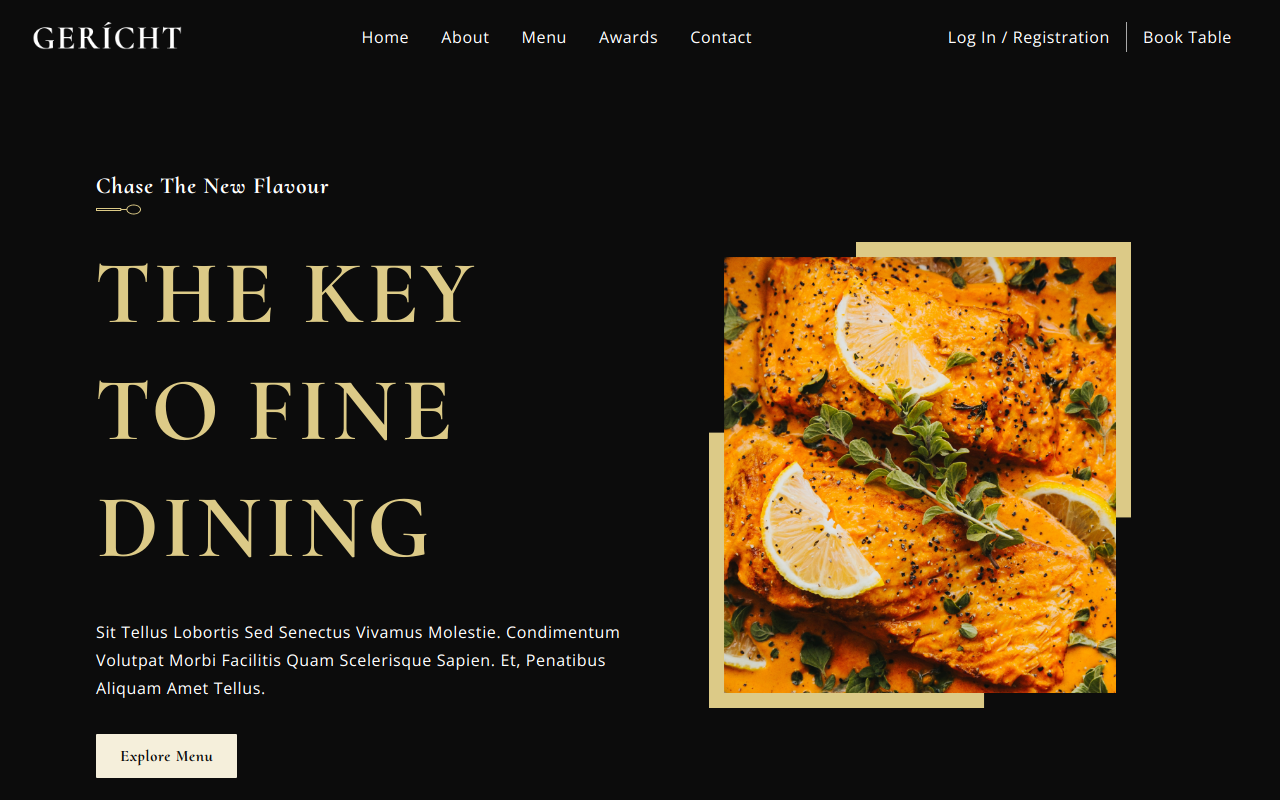 GERÍCHT
Home About Menu Awards Contact
Log In / Registration Book Table
Chase The New Flavour
THE KEY
TO FINE
DINING
Sit Tellus Lobortis Sed Senectus Vivamus Molestie. Condimentum
Volutpat Morbi Facilitis Quam Scelerisque Sapien. Et, Penatibus
Aliquam Amet Tellus.
Explore Menu